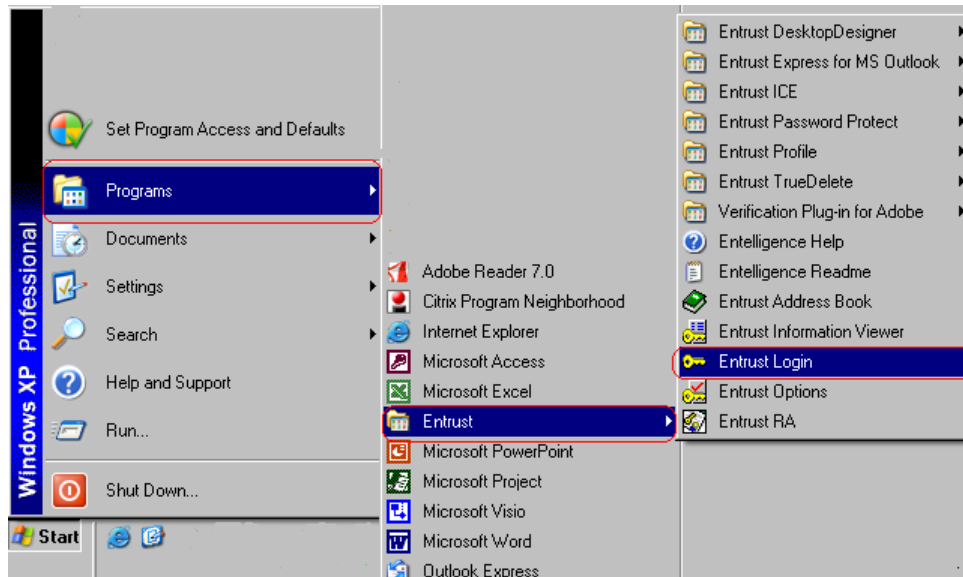 Windows XP Professional
Set Program Access and Defaults
Programs
Documents
Settings
Search
Help and Support
Run...
Shut Down...
Start
Adobe Reader 7.0
Citrix Program Neighborhood
Internet Explorer
Microsoft Access
Microsoft Excel
Entrust
Microsoft PowerPoint
Microsoft Project
Microsoft Visio
Microsoft Word
Outlook Express
Entrust DesktopDesigner
Entrust Express for MS Outlook
Entrust ICE
Entrust Password Protect
Entrust Profile
Entrust TrueDelete
Verification Plug-in for Adobe
Entelligence Help
Entelligence Readme
Entrust Address Book
Entrust Information Viewer
Entrust Login
Entrust Options
Entrust RA